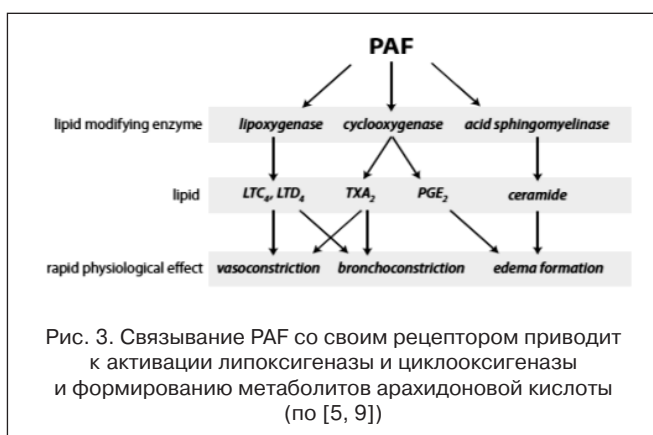 PAF
lipid modifying enzyme lipoxygenase cyclooxygenase acid sphingomyelinase
lipid LTC₄, LTD₄ TXA₂ PGE₂ ceramide
rapid physiological effect vasoconstriction bronchoconstriction edema formation
Рис. 3. Связывание PAF со своим рецептором приводит
к активации липоксигеназы и циклооксигеназы
и формированию метаболитов арахидоновой кислоты
(по [5, 9])